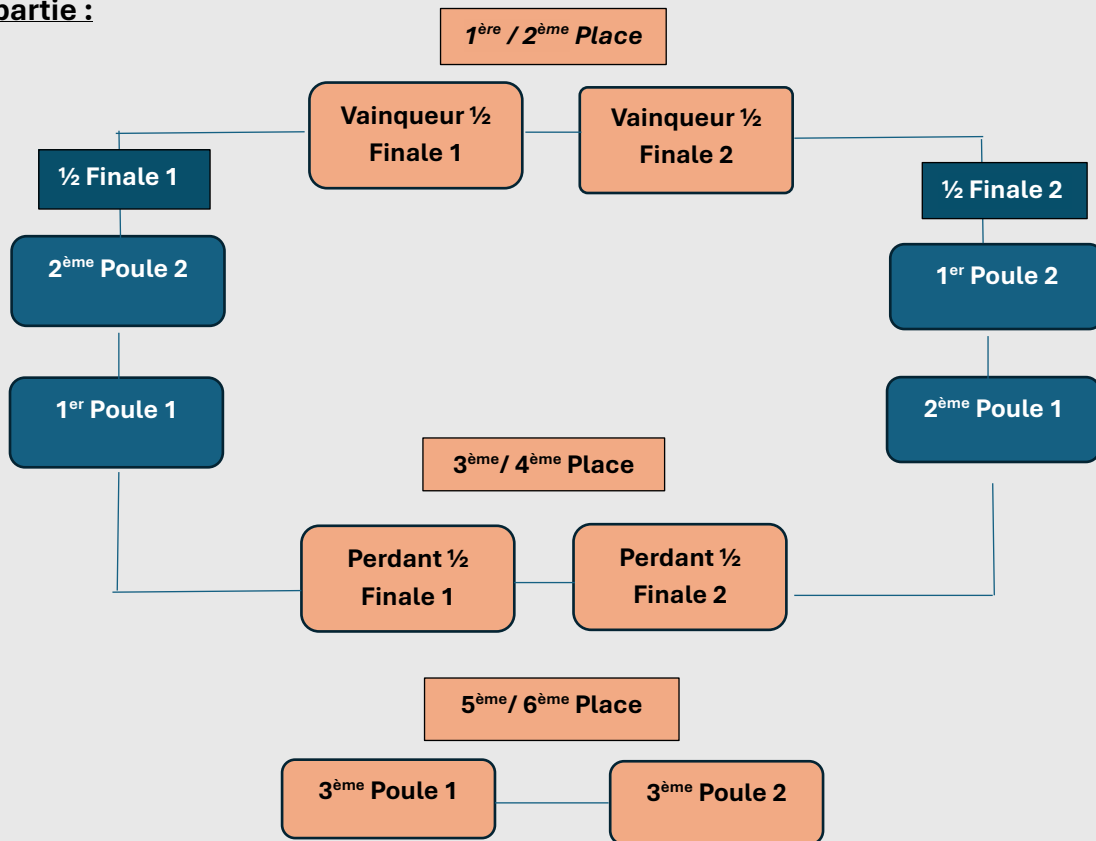 partie :
1ère / 2ème Place
Vainqueur ½
Finale 1
Vainqueur ½
Finale 2
½ Finale 1
½ Finale 2
2ème Poule 2
1er Poule 2
1er Poule 1
2ème Poule 1
3ème/ 4ème Place
Perdant ½
Finale 1
Perdant ½
Finale 2
5ème/ 6ème Place
3ème Poule 1
3ème Poule 2